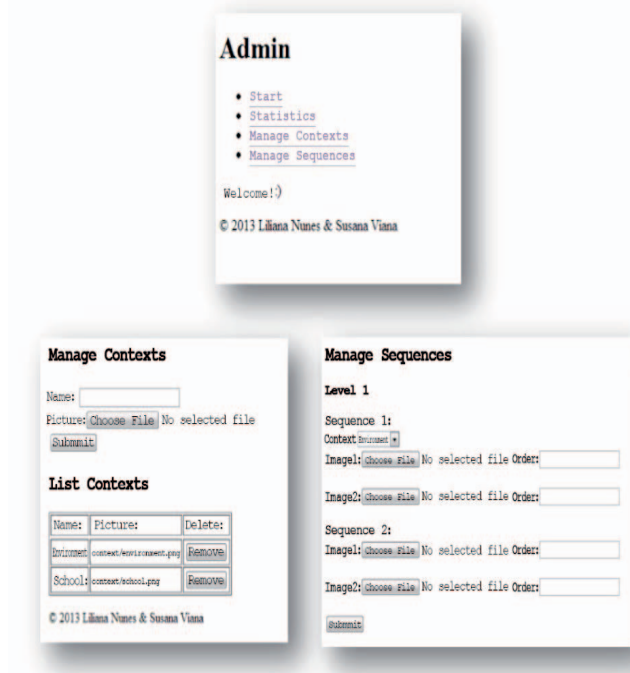 Admin
Start
Statistics
Manage Contexts
Manage Sequences
Welcome!:)
© 2013 Liliana Nunes & Susana Viana
Manage Contexts
Name:
Picture: Choose File No selected file
Submmit
List Contexts
Name: Picture: Delete:
Environment context/environment.png Remove
School: context/school.png Remove
© 2013 Liliana Nunes & Susana Viana
Manage Sequences
Level 1
Sequence 1:
Context Enviroment
Image1: Choose File No selected file Order:
Image2: Choose File No selected file Order:
Sequence 2:
Image1: Choose File No selected file Order:
Image2: Choose File No selected file Order:
Submmit